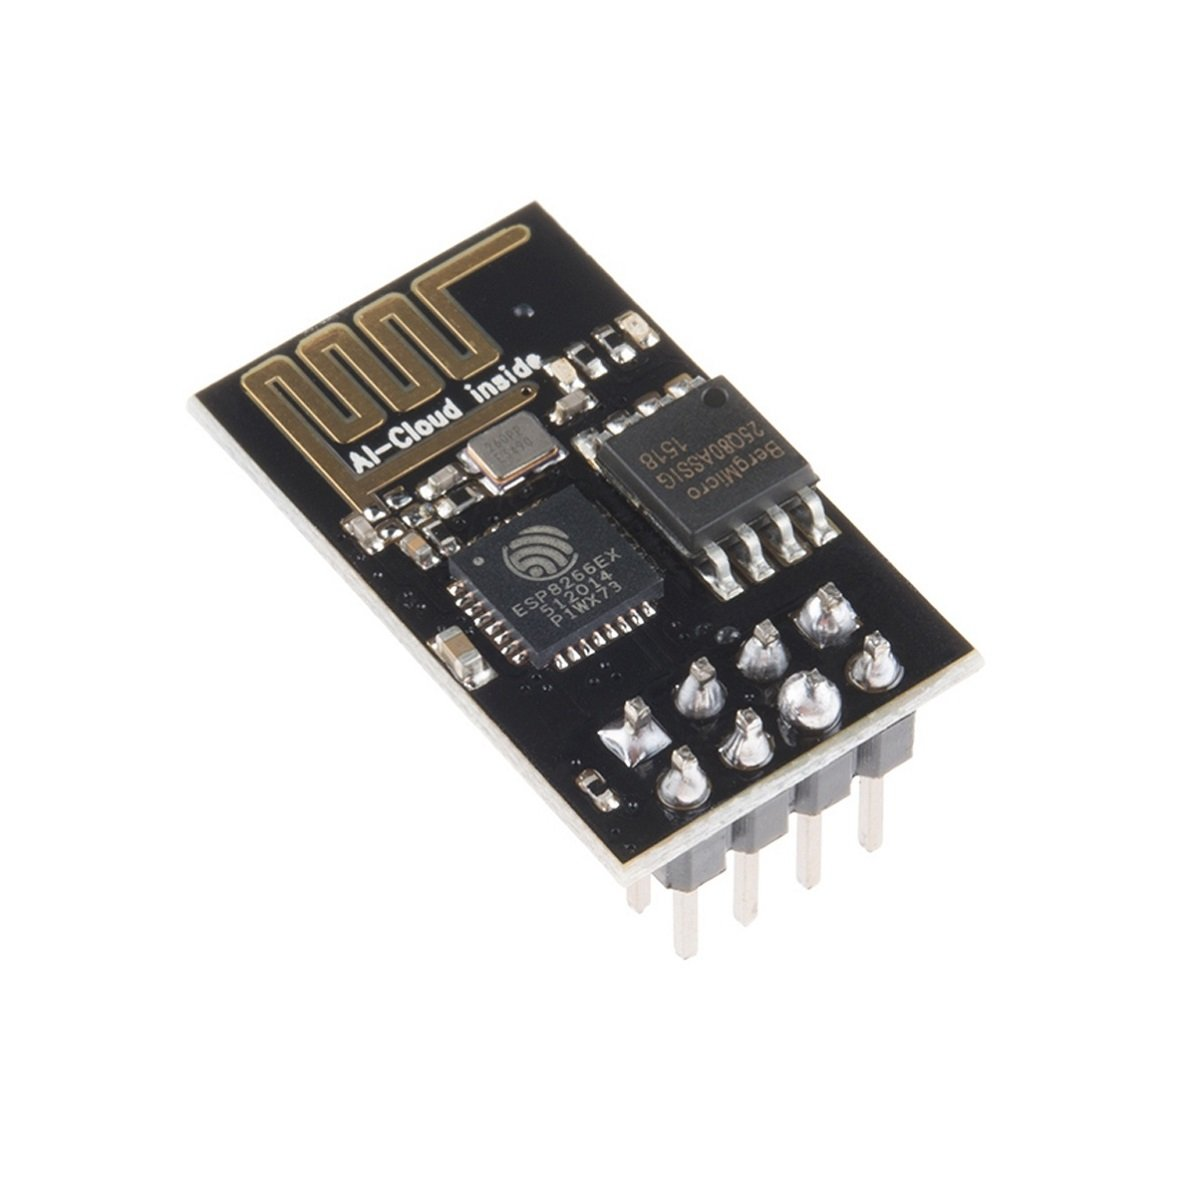 AI-Cloud inside
ESP8266EX
512014
P1WX73
BergMicro
25Q80ASSIG
1518